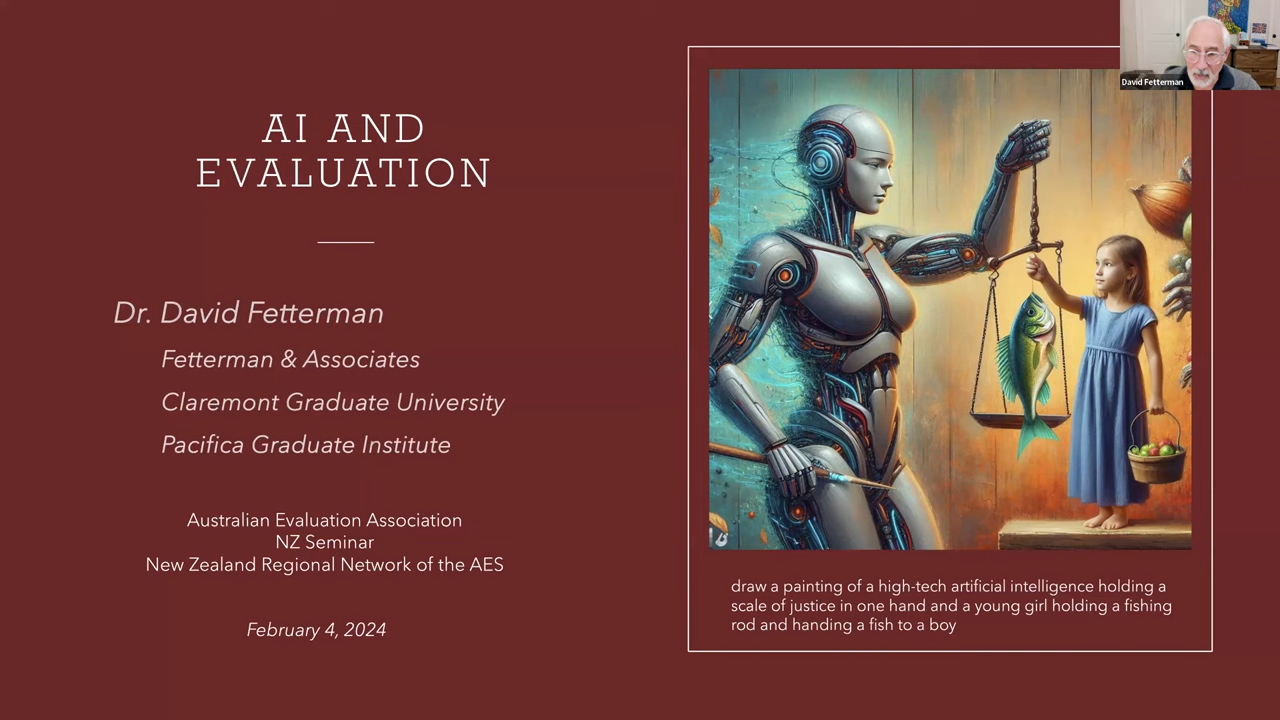 AI AND
EVALUATION
Dr. David Fetterman
Fetterman & Associates
Claremont Graduate University
Pacifica Graduate Institute
Australian Evaluation Association
NZ Seminar
New Zealand Regional Network of the AES
February 4, 2024
David Fetterman
draw a painting of a high-tech artificial intelligence holding a
scale of justice in one hand and a young girl holding a fishing
rod and handing a fish to a boy